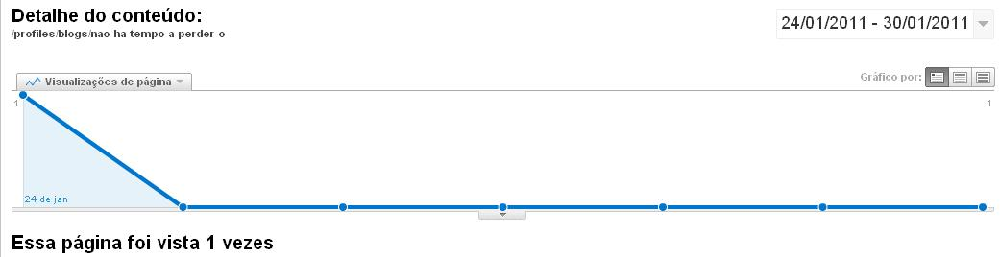 Detalhe do conteúdo:
/profiles/blogs/nao-ha-tempo-a-perder-o
24/01/2011 - 30/01/2011
Visualizações de página
Gráfico por:
1
1
24 de jan
Essa página foi vista 1 vezes